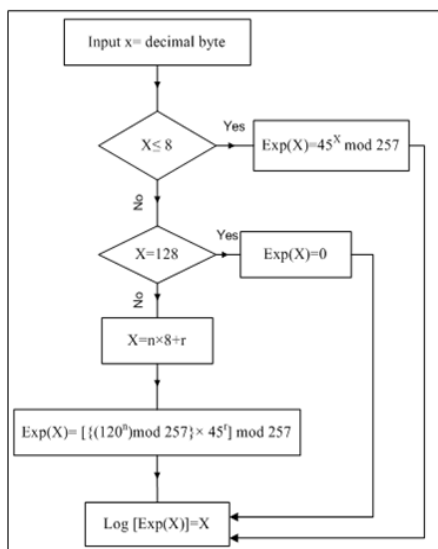 Input x= decimal byte
X≤ 8
Yes
Exp(X)=45^X mod 257
No
X=128
Yes
Exp(X)=0
No
X=n×8+r
Exp(X)= [{(120^n)mod 257}× 45^r] mod 257
Log [Exp(X)]=X